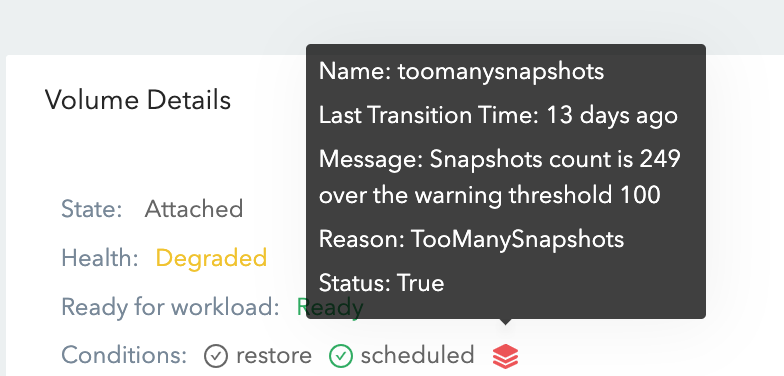 Name: toomanysnapshots
Volume Details
Last Transition Time: 13 days ago
Message: Snapshots count is 249
over the warning threshold 100
State: Attached
Reason: TooManySnapshots
Health: Degraded
Status: True
Ready for workload: Ready
Conditions: restore scheduled